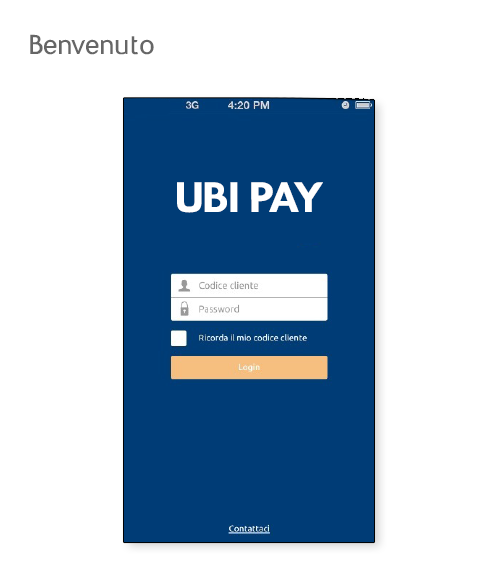 Benvenuto
3G 4:20 PM
UBI PAY
Codice cliente
Password
Ricorda il mio codice cliente
Login
Contattaci